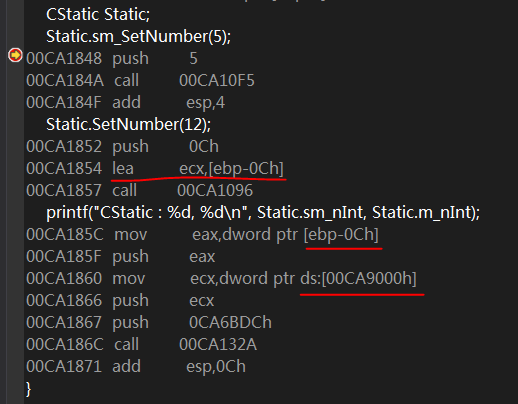 CStatic Static;
Static.sm_SetNumber(5);
00CA1848 push 5
00CA184A call 00CA10F5
00CA184F add esp,4
Static.SetNumber(12);
00CA1852 push 0Ch
00CA1854 lea ecx,[ebp-0Ch]
00CA1857 call 00CA1096
printf("CStatic : %d, %d\n", Static.sm_nInt, Static.m_nInt);
00CA185C mov eax,dword ptr [ebp-0Ch]
00CA185F push eax
00CA1860 mov ecx,dword ptr ds:[00CA9000h]
00CA1866 push ecx
00CA1867 push 0CA6BDCh
00CA186C call 00CA132A
00CA1871 add esp,0Ch
}